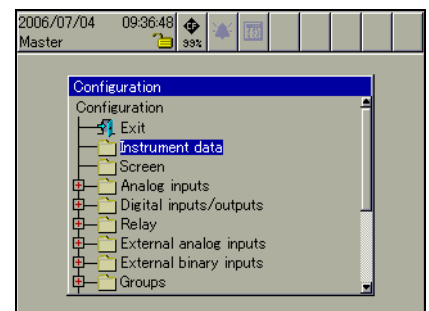 2006/07/04 09:36:48
Master
CF
99%
Configuration
Configuration
Exit
Instrument data
Screen
Analog inputs
Digital inputs/outputs
Relay
External analog inputs
External binary inputs
Groups